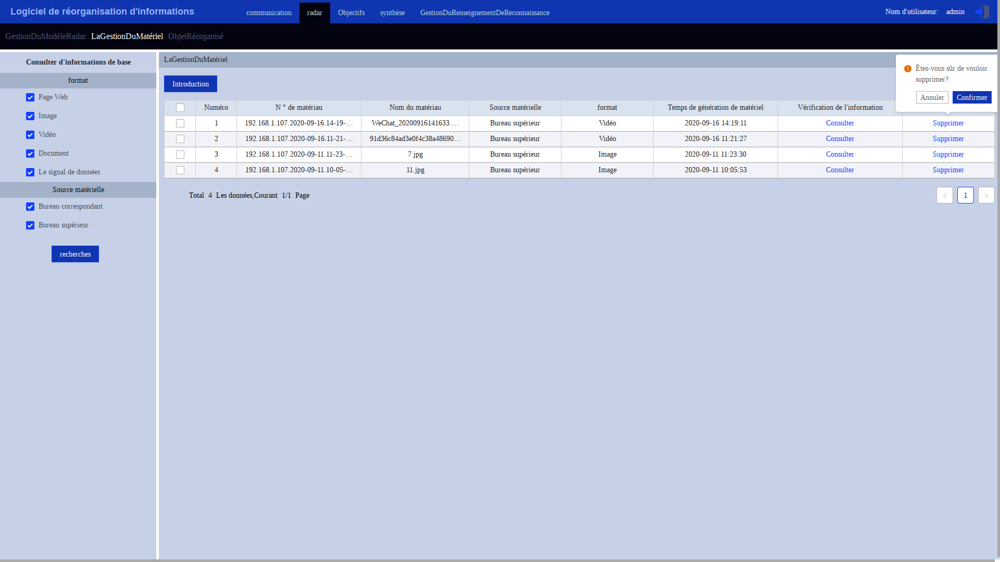 Logiciel de réorganisation d'informations
communication radar Objectifs synthèse GestionDuRenseignementDeReconnaissance
Nom d'utilisateur: admin
GestionDuModèleRadar LaGestionDuMatériel ObjetRéorganisé
Consulter d'informations de base
format
Page Web
Image
Vidéo
Document
Le signal de données
Source matérielle
Bureau correspondant
Bureau supérieur
recherches
LaGestionDuMatériel
Êtes-vous sûr de vouloir
supprimer?
Annuler Confirmer
Introduction
Numéro N ° de matériau Nom du matériau Source matérielle format Temps de génération de matériel Vérification de l'information
1 192.168.1.107.2020-09-16.14-19-... WeChat_20200916141633.... Bureau supérieur Vidéo 2020-09-16 14:19:11 Consulter Supprimer
2 192.168.1.107.2020-09-16.11-21-... 91d36c84ad3e0f4c38a48690... Bureau supérieur Vidéo 2020-09-16 11:21:27 Consulter Supprimer
3 192.168.1.107.2020-09-11.11-23-... 7.jpg Bureau supérieur Image 2020-09-11 11:23:30 Consulter Supprimer
4 192.168.1.107.2020-09-11.10-05-... 11.jpg Bureau supérieur Image 2020-09-11 10:05:53 Consulter Supprimer
Total 4 Les données,Courant 1/1 Page
< 1 >